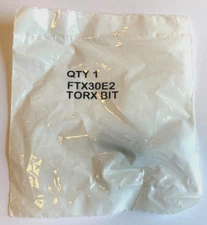 QTY 1
FTX30E2
TORX BIT